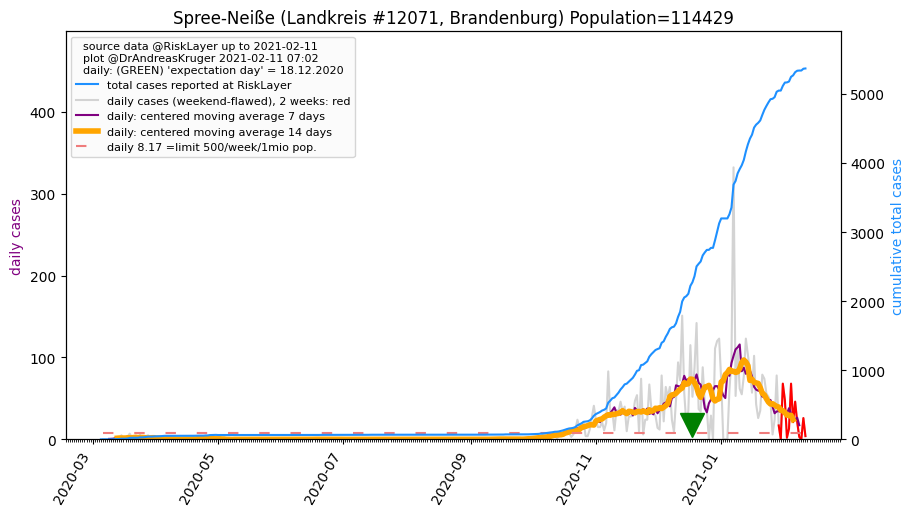 Spree-Neiße (Landkreis #12071, Brandenburg) Population=114429
source data @RiskLayer up to 2021-02-11
plot @DrAndreasKruger 2021-02-11 07:02
daily: (GREEN) 'expectation day' = 18.12.2020
total cases reported at RiskLayer
daily cases (weekend-flawed), 2 weeks: red
daily: centered moving average 7 days
daily: centered moving average 14 days
daily 8.17 =limit 500/week/1mio pop.
daily cases
400
300
200
100
0
cumulative total cases
5000
4000
3000
2000
1000
0
2020-03
2020-05
2020-07
2020-09
2020-11
2021-01